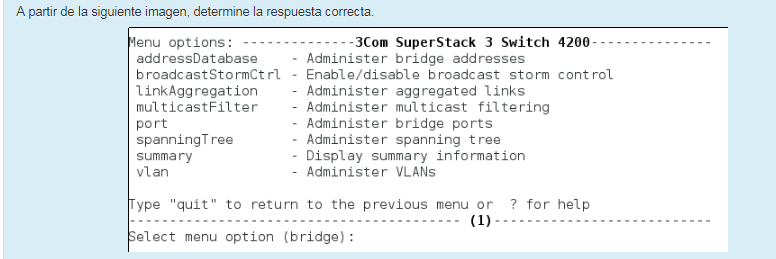 A partir de la siguiente imagen, determine la respuesta correcta.
Menu options: --------------3Com SuperStack 3 Switch 4200---------------
addressDatabase - Administer bridge addresses
broadcastStormCtrl - Enable/disable broadcast storm control
linkAggregation - Administer aggregated links
multicastFilter - Administer multicast filtering
port - Administer bridge ports
spanningTree - Administer spanning tree
summary - Display summary information
vlan - Administer VLANs
Type "quit" to return to the previous menu or ? for help
------------------------------------------ (1)---------------------------
Select menu option (bridge):